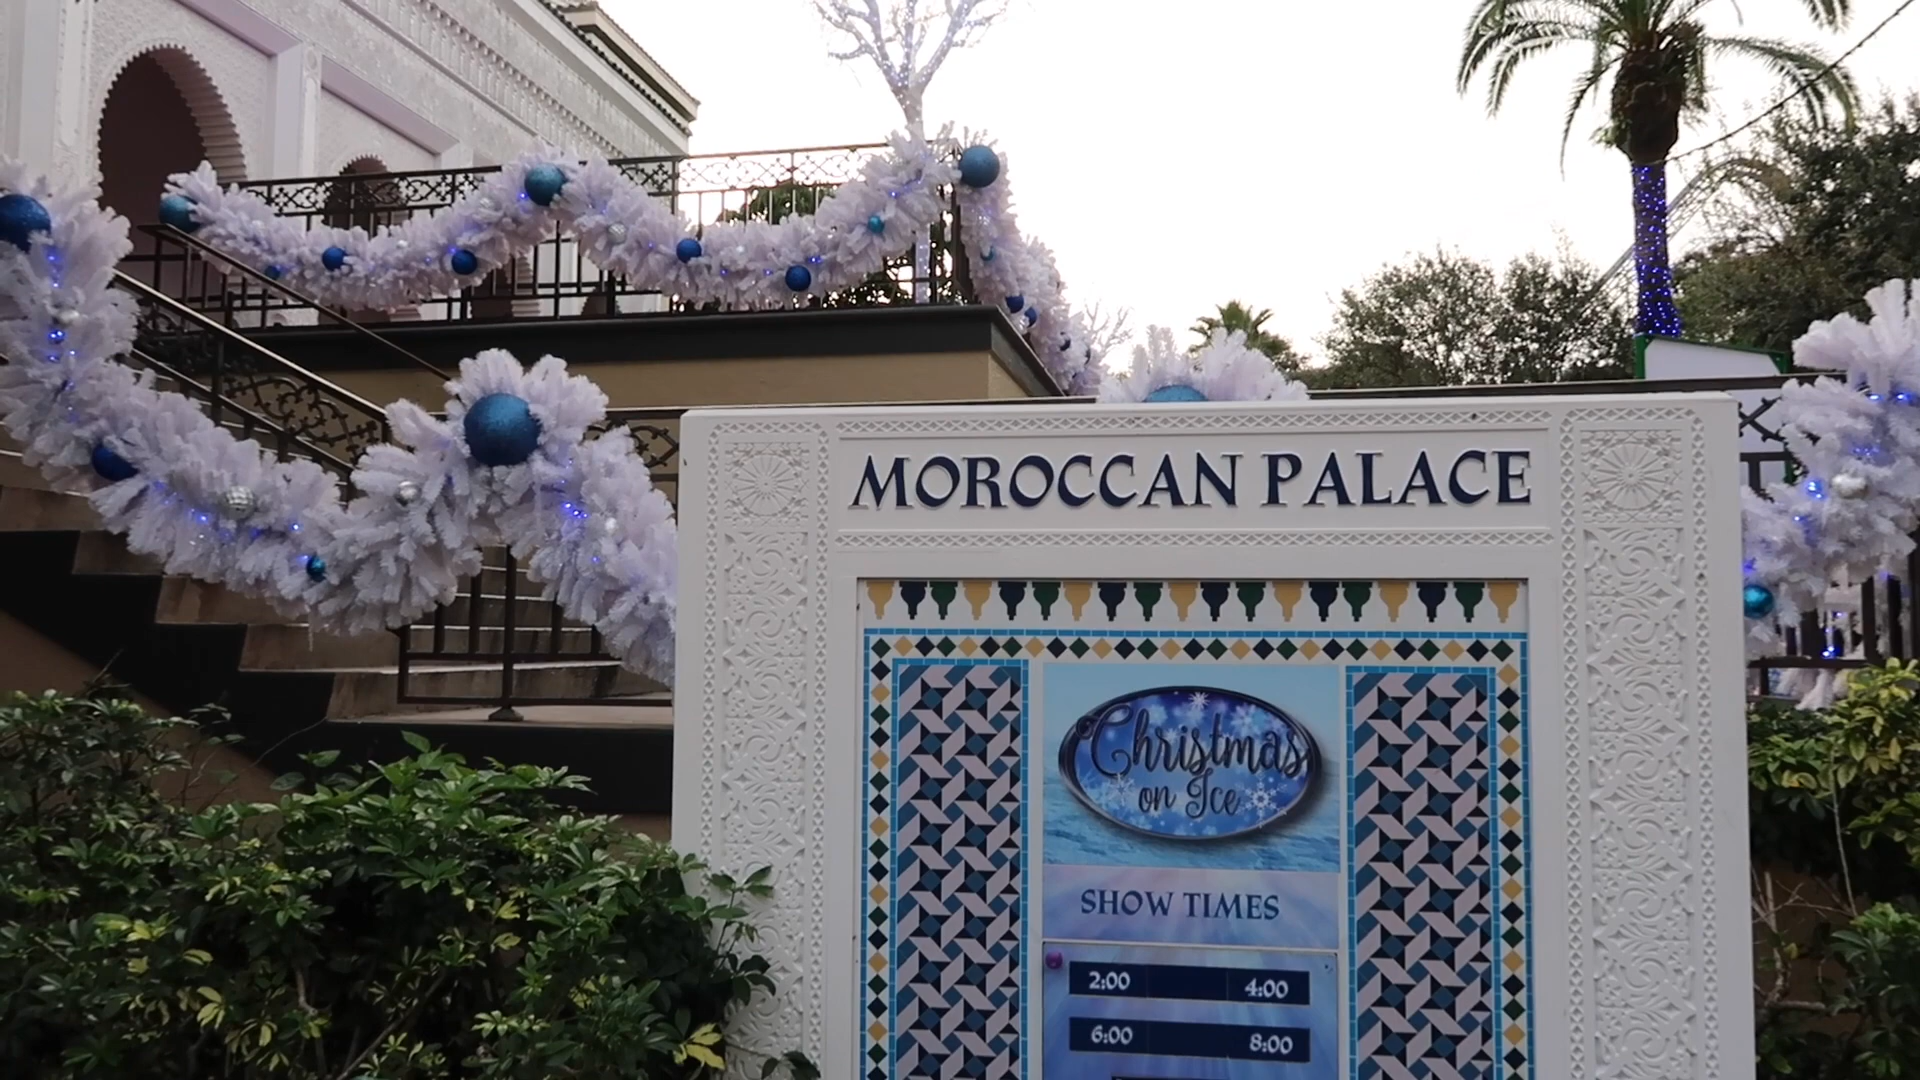 MOROCCAN PALACE
Christmas
on Ice
SHOW TIMES
2:00 4:00
6:00 8:00